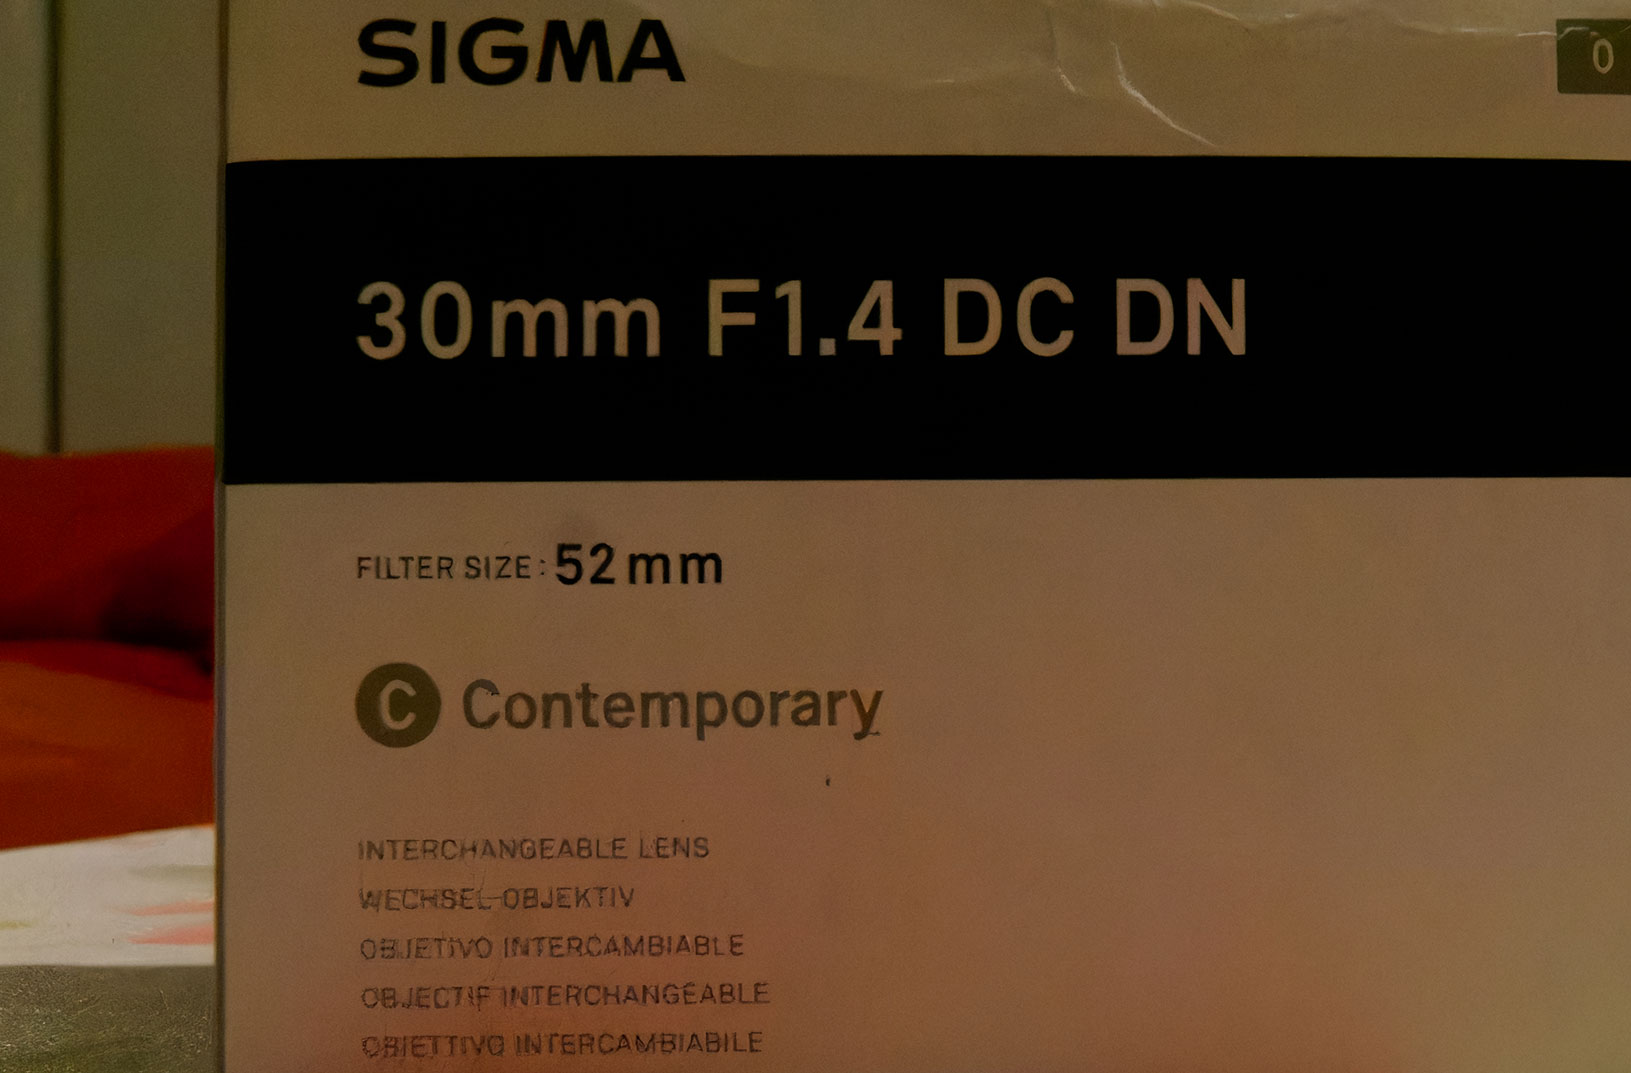 SIGMA
0
30mm F1.4 DC DN
FILTER SIZE: 52mm
C Contemporary
INTERCHANGEABLE LENS
WECHSEL-OBJEKTIV
OBJETIVO INTERCAMBIABLE
OBJECTIF INTERCHANGEABLE
OBIETTIVO INTERCAMBIABILE